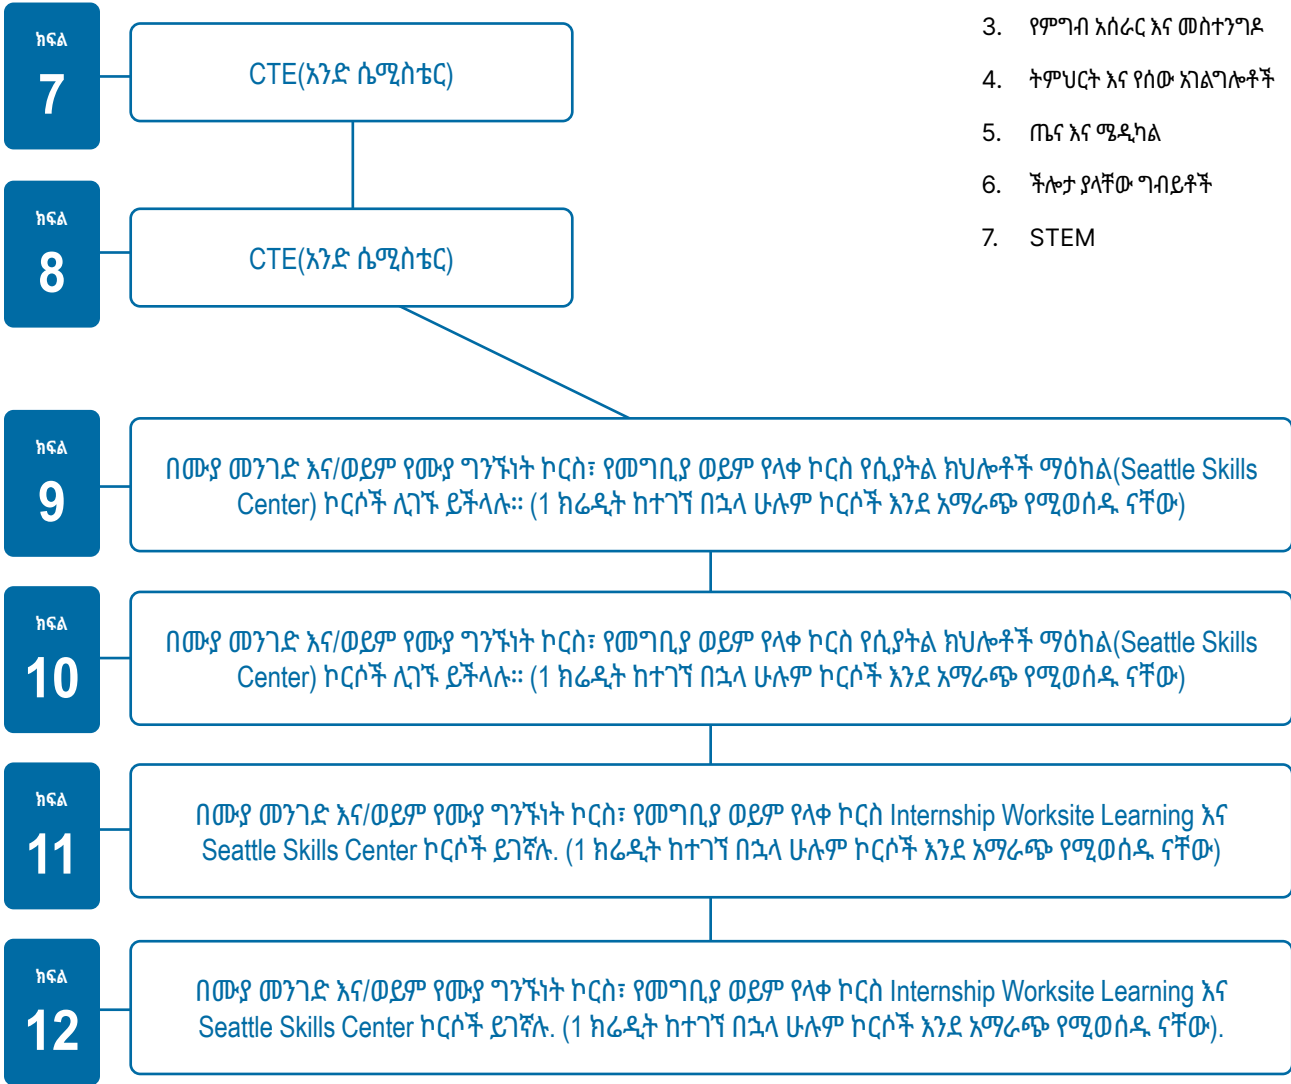 ክፍል
7
CTE(አንድ ሴሚስቴር)
3. የምግብ አሰራር እና መስተንግዶ
4. ትምህርት እና የሰው አገልግሎቶች
5. ጤና እና ሜዲካል
6. ችሎታ ያላቸው ግብይቶች
7. STEM
ክፍል
8
CTE(አንድ ሴሚስቴር)
ክፍል
9
በሙያ መንገድ እና/ወይም የሙያ ግንኙነት ኮርስ፣ የመግቢያ ወይም የላቀ ኮርስ የሲያትል ክህሎቶች ማዕከል(Seattle Skills
Center) ኮርሶች ሊገኙ ይችላሉ። (1 ክሬዲት ከተገኘ በኋላ ሁሉም ኮርሶች እንደ አማራጭ የሚወሰዱ ናቸው)
ክፍል
10
በሙያ መንገድ እና/ወይም የሙያ ግንኙነት ኮርስ፣ የመግቢያ ወይም የላቀ ኮርስ የሲያትል ክህሎቶች ማዕከል(Seattle Skills
Center) ኮርሶች ሊገኙ ይችላሉ። (1 ክሬዲት ከተገኘ በኋላ ሁሉም ኮርሶች እንደ አማራጭ የሚወሰዱ ናቸው)
ክፍል
11
በሙያ መንገድ እና/ወይም የሙያ ግንኙነት ኮርስ፣ የመግቢያ ወይም የላቀ ኮርስ Internship Worksite Learning እና
Seattle Skills Center ኮርሶች ይገኛሉ. (1 ክሬዲት ከተገኘ በኋላ ሁሉም ኮርሶች እንደ አማራጭ የሚወሰዱ ናቸው)
ክፍል
12
በሙያ መንገድ እና/ወይም የሙያ ግንኙነት ኮርስ፣ የመግቢያ ወይም የላቀ ኮርስ Internship Worksite Learning እና
Seattle Skills Center ኮርሶች ይገኛሉ. (1 ክሬዲት ከተገኘ በኋላ ሁሉም ኮርሶች እንደ አማራጭ የሚወሰዱ ናቸው).